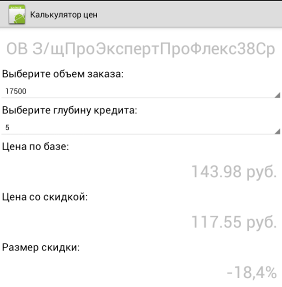 Калькулятор цен
ОВ З/щПроЭкспертПроФлекс38Ср
Выберите объем заказа:
17500
Выберите глубину кредита:
5
Цена по базе:
143.98 руб.
Цена со скидкой:
117.55 руб.
Размер скидки:
-18,4%